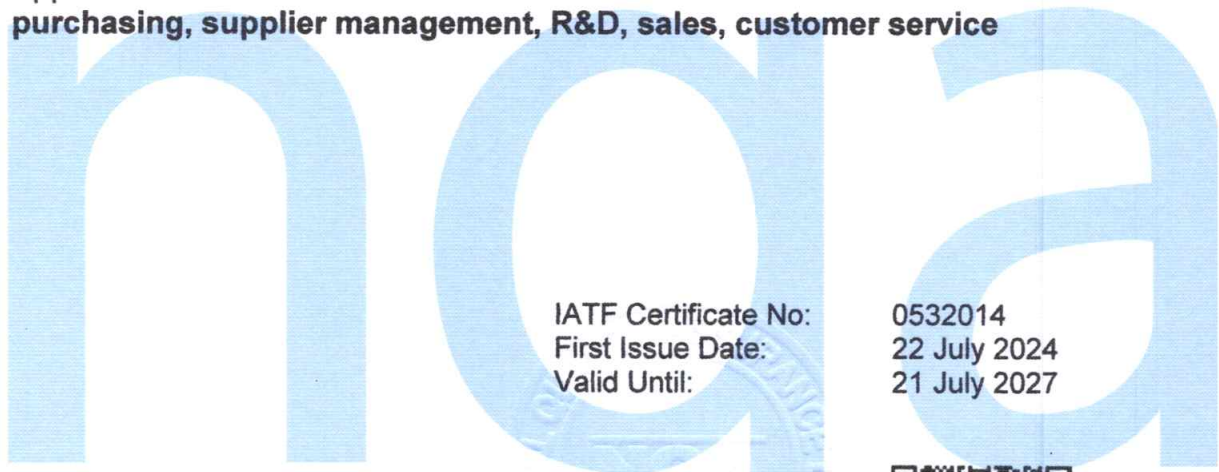 purchasing, supplier management, R&D, sales, customer service
nqa
IATF Certificate No: 0532014
First Issue Date: 22 July 2024
Valid Until: 21 July 2027